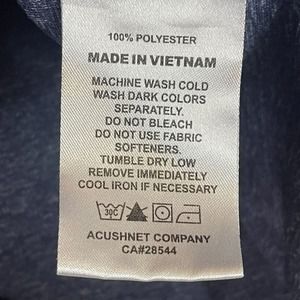 100% POLYESTER
MADE IN VIETNAM
MACHINE WASH COLD
WASH DARK COLORS
SEPARATELY.
DO NOT BLEACH
DO NOT USE FABRIC
SOFTENERS.
TUMBLE DRY LOW
REMOVE IMMEDIATELY
COOL IRON IF NECESSARY
30C
ACUSHNET COMPANY
CA#28544